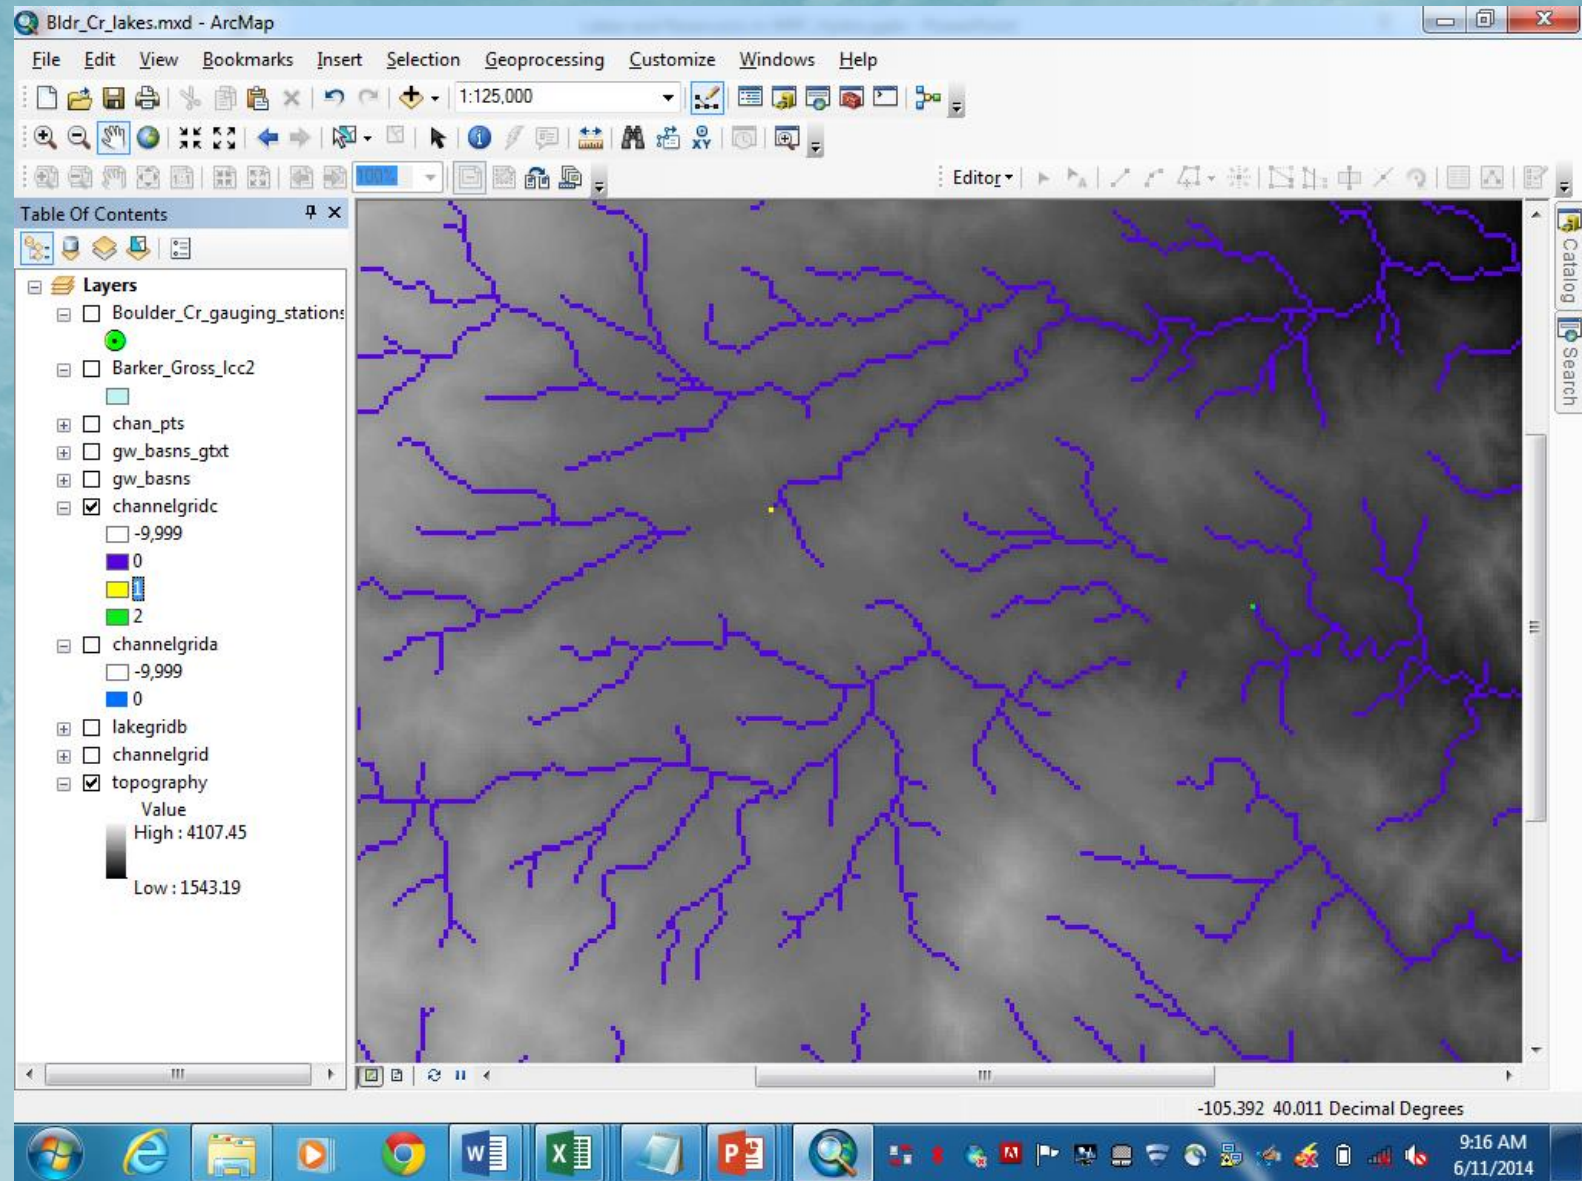 Bldr_Cr_lakes.mxd - ArcMap
File Edit View Bookmarks Insert Selection Geoprocessing Customize Windows Help
1:125,000
100%
Editor
Table Of Contents
Layers
Boulder_Cr_gauging_stations
Barker_Gross_lcc2
chan_pts
gw_basns_gtxt
gw_basns
channelgridc
-9,999
0
1
2
channelgrida
-9,999
0
lakegridb
channelgrid
topography
Value
High : 4107.45
Low : 1543.19
Catalog
Search
-105.392 40.011 Decimal Degrees
9:16 AM
6/11/2014